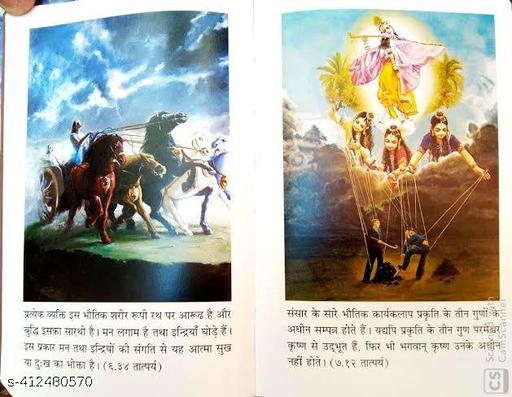 प्रत्येक व्यक्ति इस भौतिक शरीर रूपी रथ पर आरूढ है और
बुद्धि इसका सारथी है। मन लगाम है तथा इन्द्रियाँ घोड़े हैं।
इस प्रकार मन तथा इन्द्रियों की संगति से यह आत्मा सुख
या दुःख का भोक्ता है। (६.३४ तात्पर्य)
s-412480570
संसार के सारे भौतिक कार्यकलाप प्रकृति के तीन गुणों के
अधीन सम्पन्न होते हैं। यद्यपि प्रकृति के तीन गुण परमेश्वर
कृष्ण से उद्भूत हैं, फिर भी भगवान् कृष्ण उनके अधीन
नहीं होते। (७.१२ तात्पर्य)
CS
CamScanner